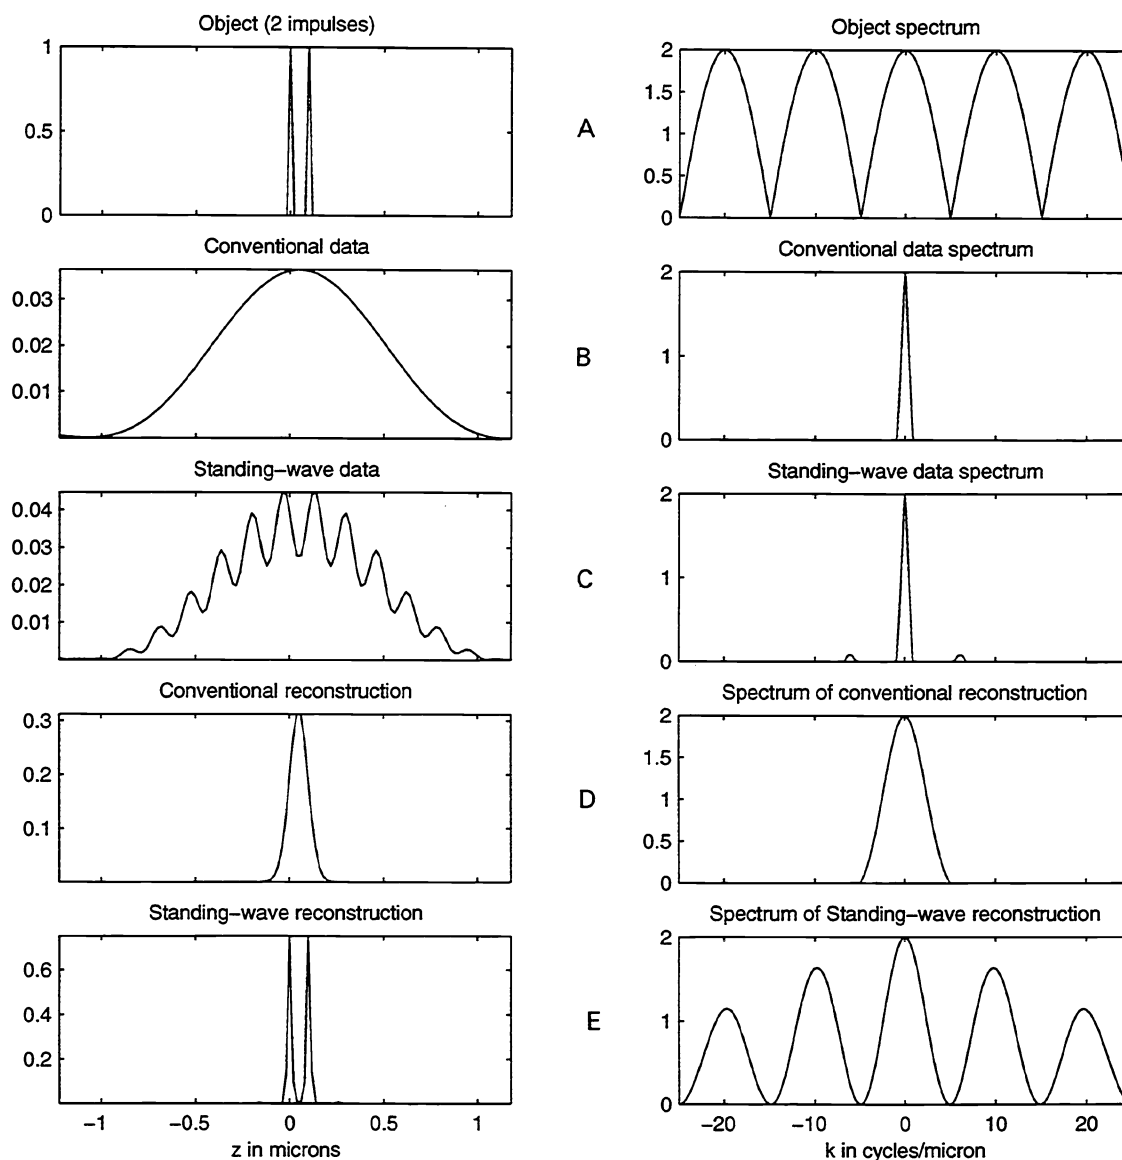 Object (2 impulses)
1
0.5
0
A
Object spectrum
2
1.5
1
0.5
0
Conventional data
0.03
0.02
0.01
B
Conventional data spectrum
2
1
0
Standing–wave data
0.04
0.03
0.02
0.01
C
Standing–wave data spectrum
2
1
0
Conventional reconstruction
0.3
0.2
0.1
D
Spectrum of conventional reconstruction
2
1.5
1
0.5
0
Standing–wave reconstruction
0.6
0.4
0.2
−1 −0.5 0 0.5 1
z in microns
E
Spectrum of Standing–wave reconstruction
2
1
0
−20 −10 0 10 20
k in cycles/micron